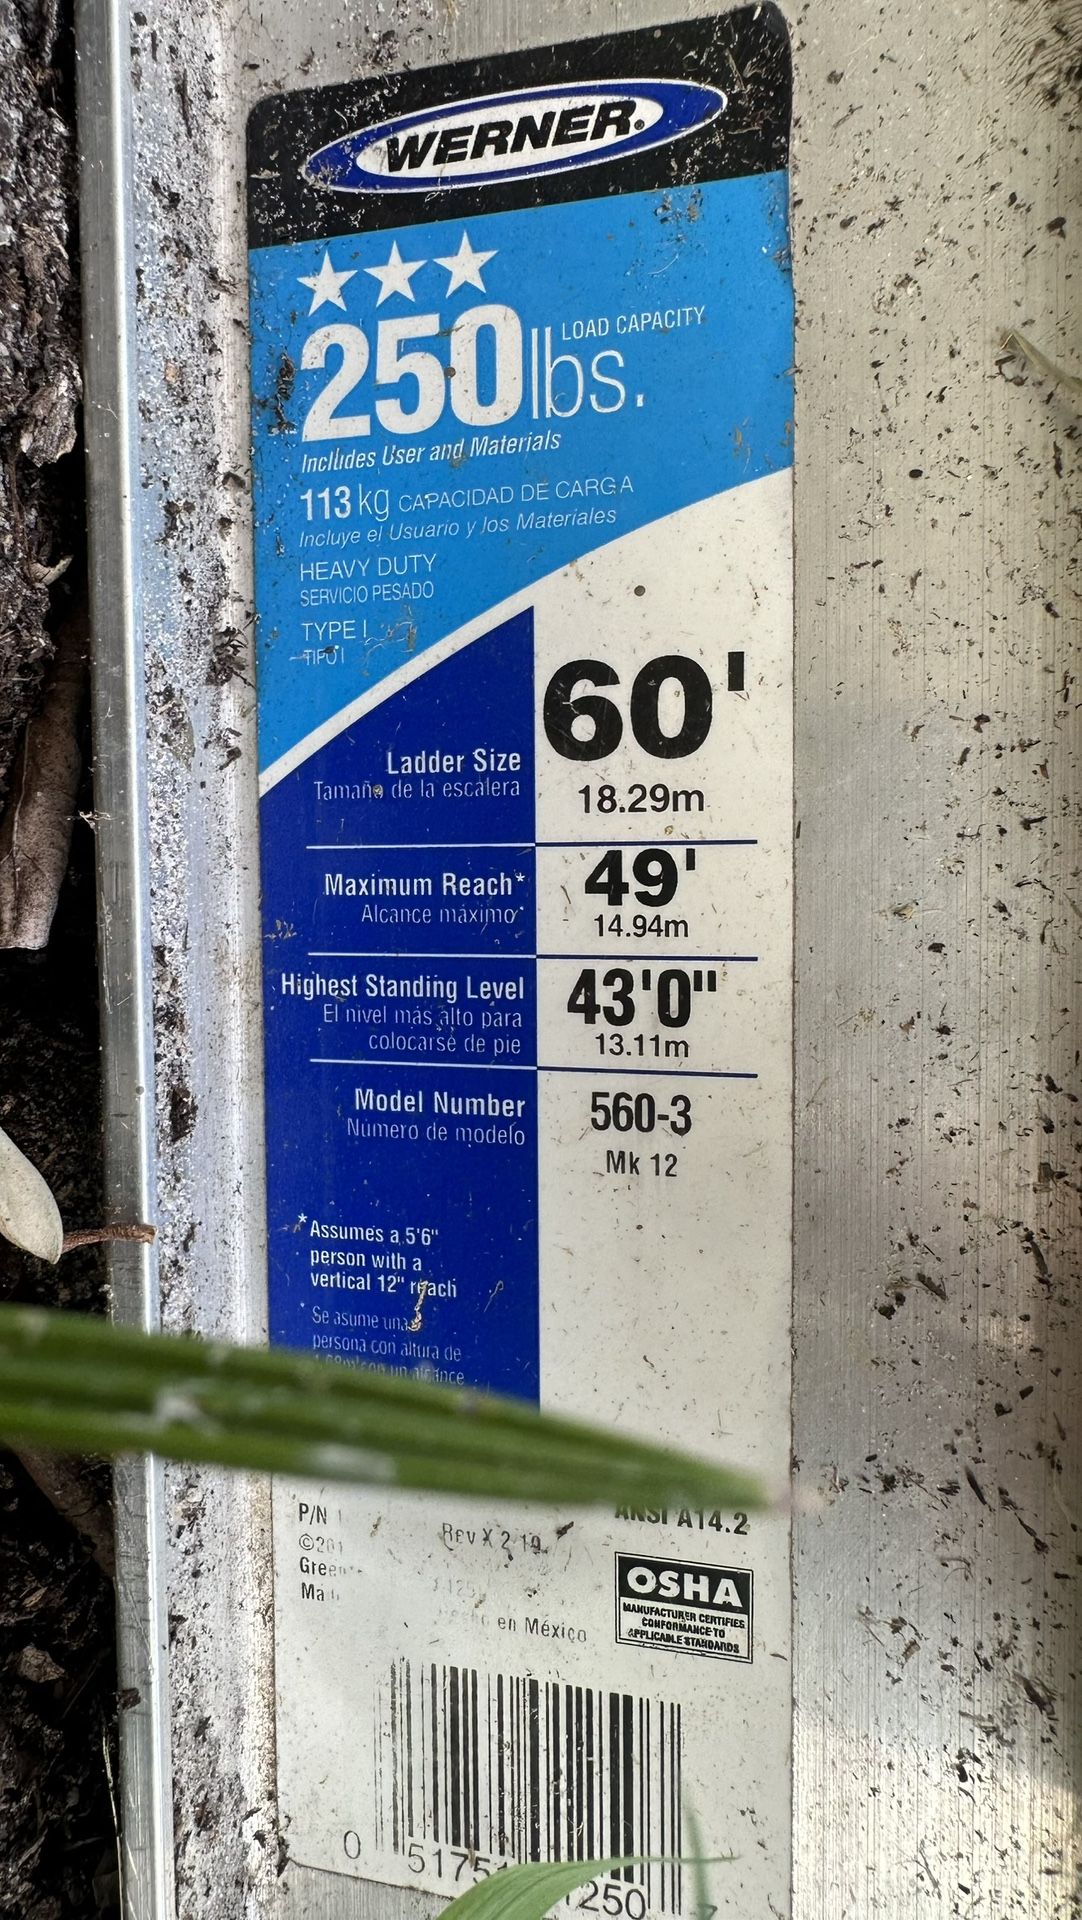 WERNER®
250lbs. LOAD CAPACITY
Includes User and Materials
113 kg CAPACIDAD DE CARGA
Incluye el Usuario y los Materiales
HEAVY DUTY
SERVICIO PESADO
TYPE I
TIPO I
Ladder Size 60'
Tamaño de la escalera 18.29m
Maximum Reach* 49'
Alcance máximo* 14.94m
Highest Standing Level 43'0"
El nivel más alto para
colocarse de pie 13.11m
Model Number 560-3
Número de modelo
Mk 12
*Assumes a 5'6"
person with a
vertical 12" reach
*Se asume una
persona con altura de
con un alcance
P/N Rev X 2-19 ANSI A14.2
en México
OSHA
MANUFACTURER CERTIFIES
CONFORMANCE TO
APPLICABLE STANDARDS
0